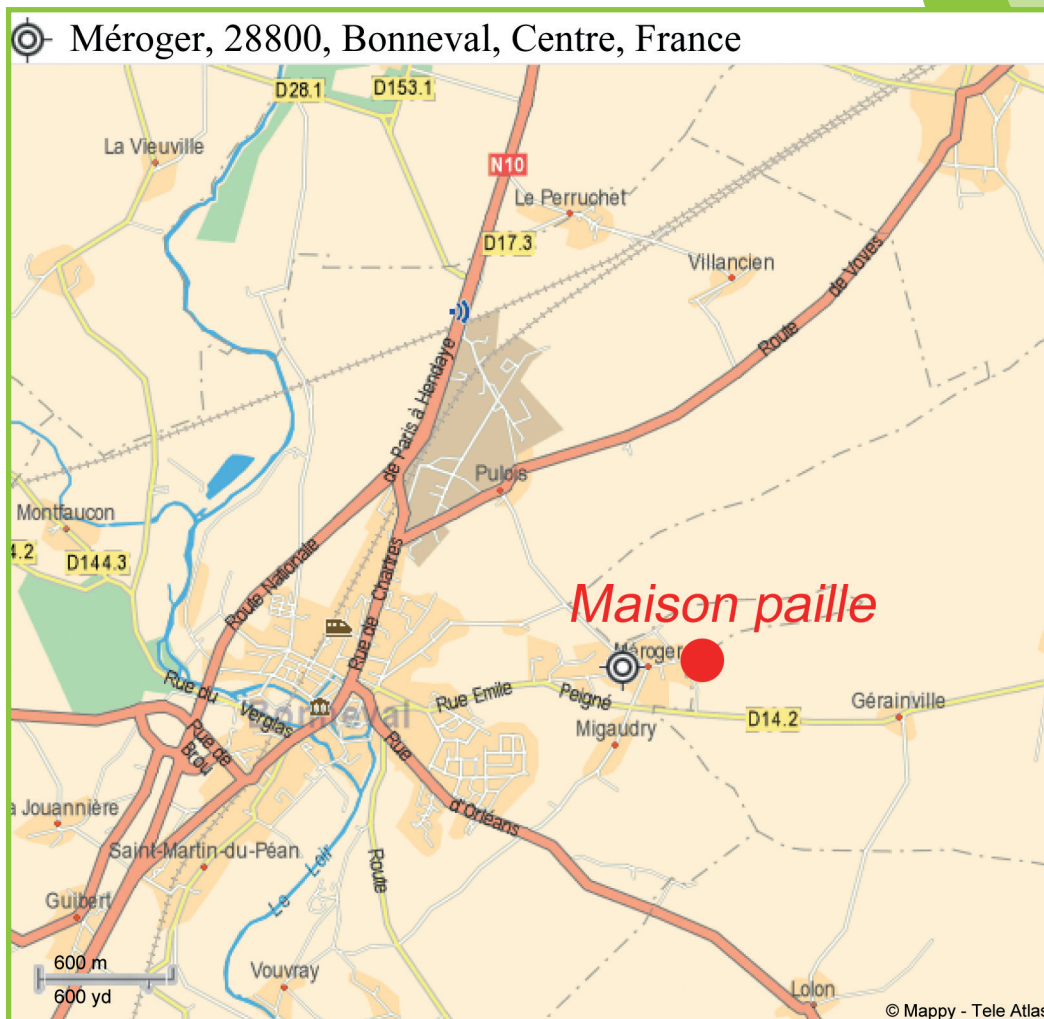 Méroger, 28800, Bonneval, Centre, France
D28.1
D153.1
La Vieuville
N10
Le Perruchet
D17.3
Villancien
de Voves
Route
de Paris à Hendaye
Pulois
Montfaucon
4.2
D144.3
Route Nationale
Rue de Chartres
Maison paille
Méroger
Rue du
Verglas
Bonneval
Rue Emile
Peigné
D14.2
Gérainville
Migaudry
Rue de
Brou
Rue
d'Orléans
a Jouannière
Saint-Martin-du-Péan
Route
Le Loir
Guibert
600 m
600 yd
Vouvray
Lolon
© Mappy - Tele Atlas